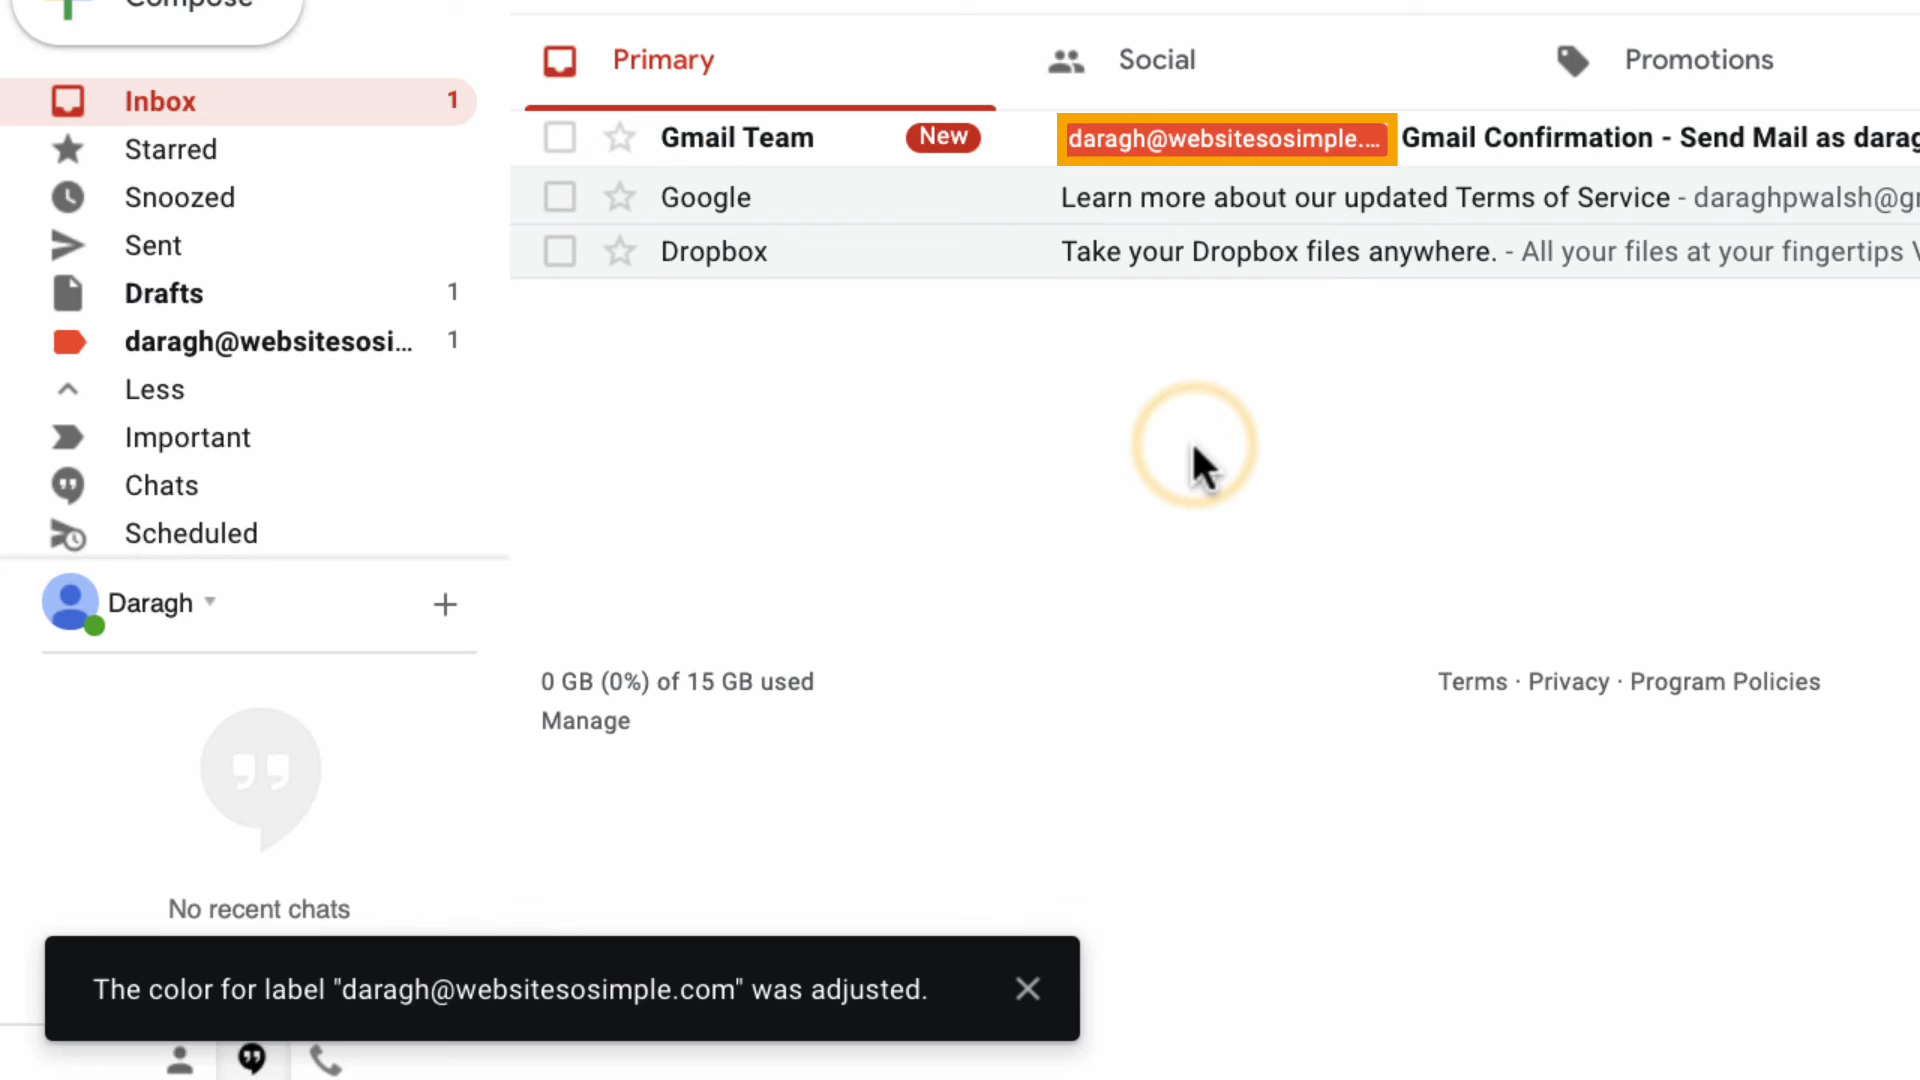 Compose
Primary
Social
Promotions
Inbox 1
Starred
Snoozed
Sent
Drafts 1
daragh@websitesosi... 1
Less
Important
Chats
Scheduled
Gmail Team New daragh@websitesosimple.... Gmail Confirmation - Send Mail as darag
Google Learn more about our updated Terms of Service - daraghpwalsh@g
Dropbox Take your Dropbox files anywhere. - All your files at your fingertips
Daragh
0 GB (0%) of 15 GB used
Manage
Terms · Privacy · Program Policies
No recent chats
The color for label "daragh@websitesosimple.com" was adjusted.